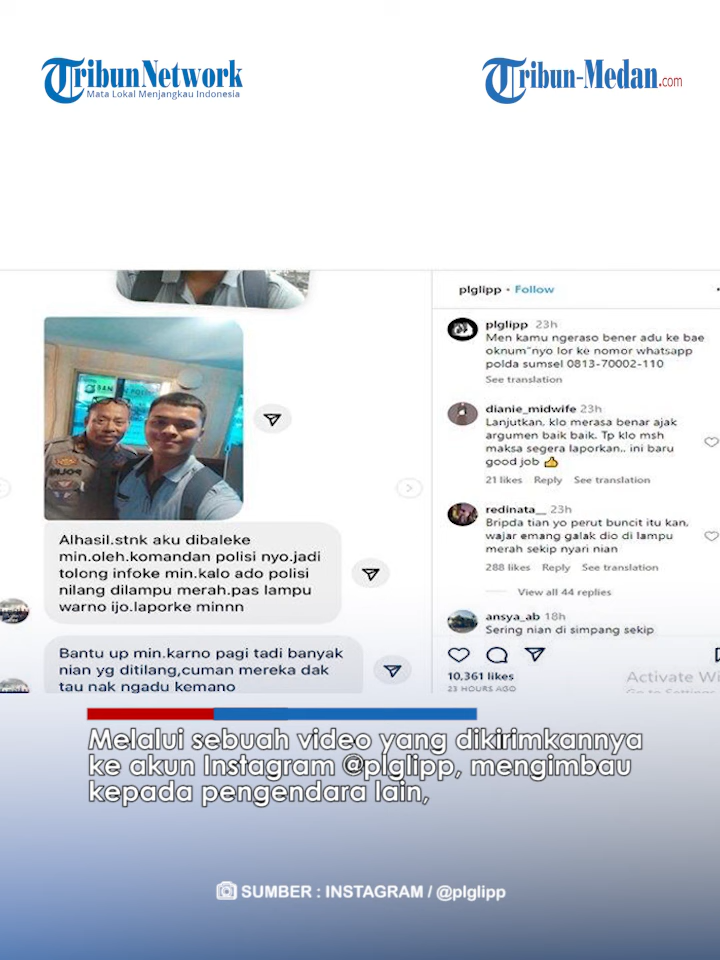 TribunNetwork
Mata Lokal Menjangkau Indonesia
Tribun-Medan.com
plglipp • Follow
plglipp 23h
Men kamu ngeraso bener adu ke bae
oknum"nyo lor ke nomor whatsapp
polda sumsel 0813-70002-110
See translation
dianie_midwife 23h
Lanjutkan, klo merasa benar ajak
argumen baik baik. Tp klo msh
maksa segera laporkan.. ini baru
good job 👍
21 likes Reply See translation
redinata__ 23h
Bripda tian yo perut buncit itu kan,
wajar emang galak dio di lampu
merah sekip nyari nian
288 likes Reply See translation
View all 44 replies
ansya_ab 18h
Sering nian di simpang sekip
10,361 likes
23 HOURS AGO
Activate Wi
Go to Settings
Alhasil.stnk aku dibaleke
min.oleh.komandan polisi nyo.jadi
tolong infoke min.kalo ado polisi
nilang dilampu merah.pas lampu
warno ijo.laporke minnn
Bantu up min.karno pagi tadi banyak
nian yg ditilang,cuman mereka dak
tau nak ngadu kemano
Melalui sebuah video yang dikirimkannya
ke akun Instagram @plglipp, mengimbau
kepada pengendara lain,
SUMBER : INSTAGRAM / @plglipp